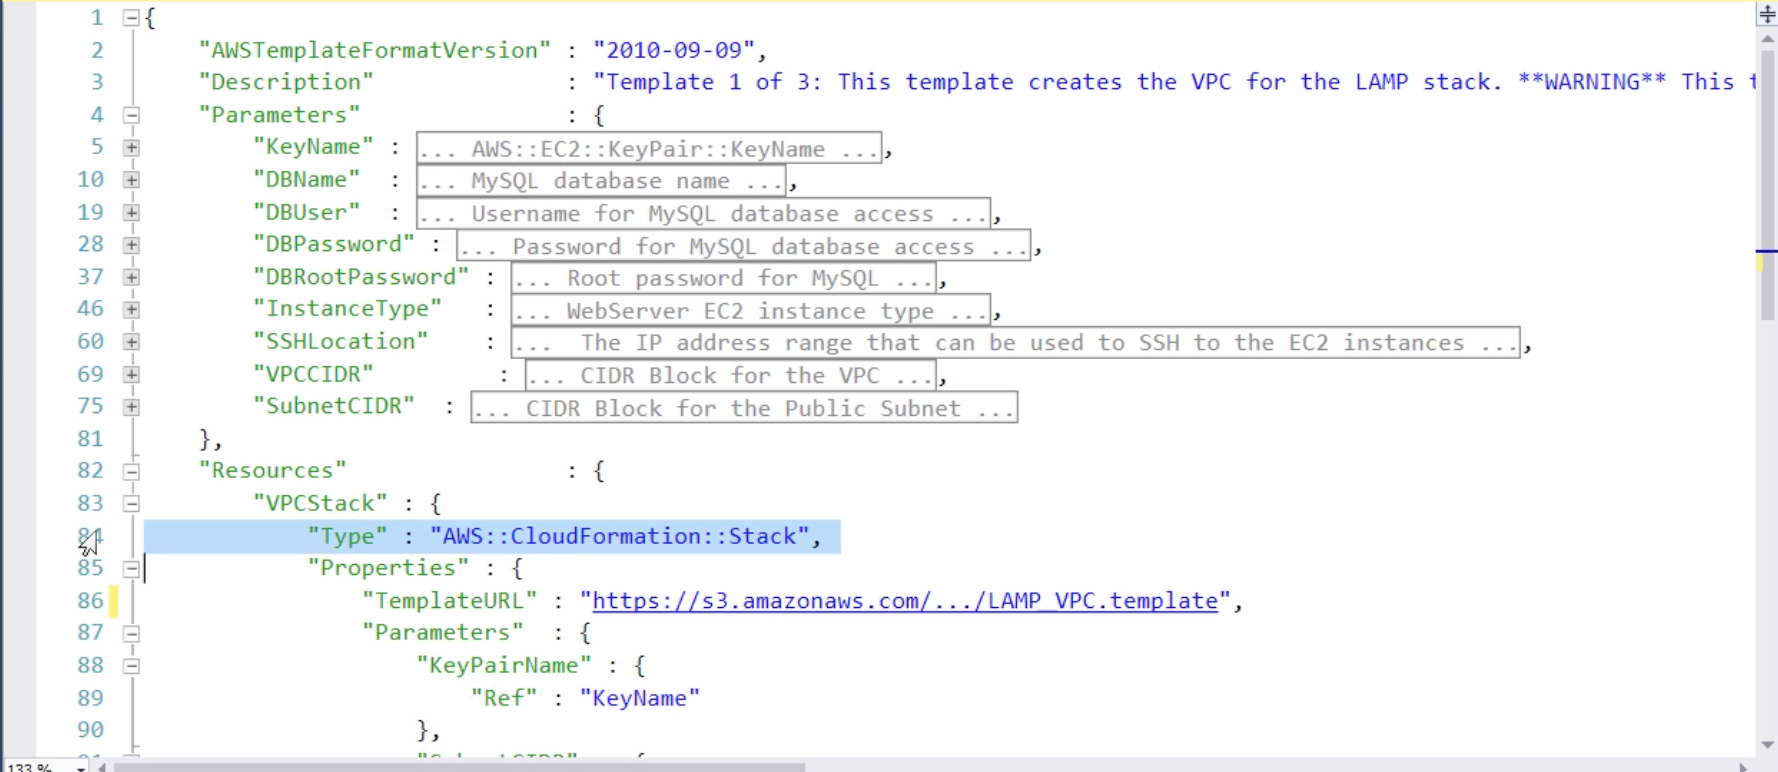 1 {
2 "AWSTemplateFormatVersion" : "2010-09-09",
3 "Description" : "Template 1 of 3: This template creates the VPC for the LAMP stack. **WARNING** This t
4 "Parameters" : {
5 "KeyName" : ... AWS::EC2::KeyPair::KeyName ...,
10 "DBName" : ... MySQL database name ...,
19 "DBUser" : ... Username for MySQL database access ...,
28 "DBPassword" : ... Password for MySQL database access ...,
37 "DBRootPassword" : ... Root password for MySQL ...,
46 "InstanceType" : ... WebServer EC2 instance type ...,
60 "SSHLocation" : ... The IP address range that can be used to SSH to the EC2 instances ...,
69 "VPCCIDR" : ... CIDR Block for the VPC ...,
75 "SubnetCIDR" : ... CIDR Block for the Public Subnet ...
81 },
82 "Resources" : {
83 "VPCStack" : {
84 "Type" : "AWS::CloudFormation::Stack",
85 "Properties" : {
86 "TemplateURL" : "https://s3.amazonaws.com/.../LAMP_VPC.template",
87 "Parameters" : {
88 "KeyPairName" : {
89 "Ref" : "KeyName"
90 },
133 %